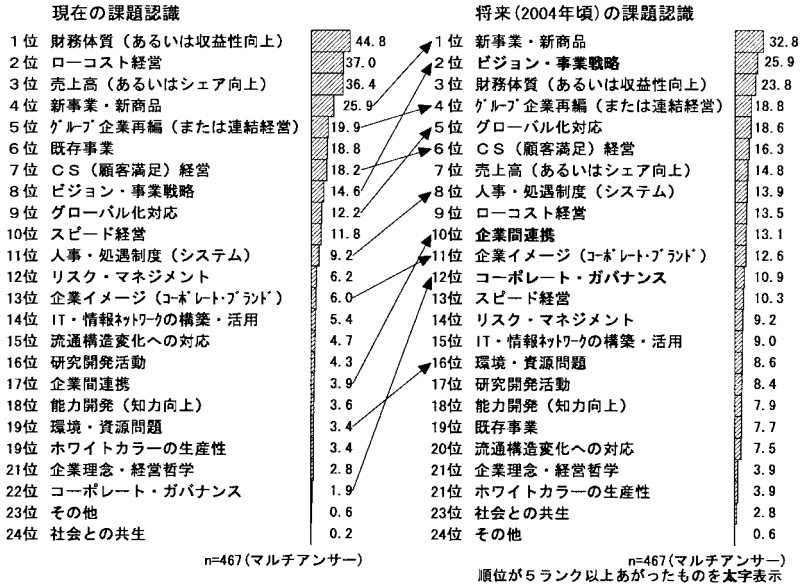 現在の課題認識
1位 財務体質（あるいは収益性向上） 44.8
2位 ローコスト経営 37.0
3位 売上高（あるいはシェア向上） 36.4
4位 新事業・新商品 25.9
5位 ｸﾞﾙｰﾌﾟ企業再編（または連結経営） 19.9
6位 既存事業 18.8
7位 CS（顧客満足）経営 18.2
8位 ビジョン・事業戦略 14.6
9位 グローバル化対応 12.2
10位 スピード経営 11.8
11位 人事・処遇制度（システム） 9.2
12位 リスク・マネジメント 6.2
13位 企業イメージ（ｺｰﾎﾟﾚｰﾄ・ﾌﾞﾗﾝﾄﾞ） 6.0
14位 IT・情報ﾈｯﾄﾜｰｸの構築・活用 5.4
15位 流通構造変化への対応 4.7
16位 研究開発活動 4.3
17位 企業間連携 3.9
18位 能力開発（知力向上） 3.6
19位 環境・資源問題 3.4
19位 ホワイトカラーの生産性 3.4
21位 企業理念・経営哲学 2.8
22位 コーポレート・ガバナンス 1.9
23位 その他 0.6
24位 社会との共生 0.2
n=467(マルチアンサー)
将来(2004年頃)の課題認識
1位 新事業・新商品 32.8
2位 ビジョン・事業戦略 25.9
3位 財務体質（あるいは収益性向上） 23.8
4位 ｸﾞﾙｰﾌﾟ企業再編（または連結経営） 18.8
5位 グローバル化対応 18.6
6位 CS（顧客満足）経営 16.3
7位 売上高（あるいはシェア向上） 14.8
8位 人事・処遇制度（システム） 13.9
9位 ローコスト経営 13.5
10位 企業間連携 13.1
11位 企業イメージ（ｺｰﾎﾟﾚｰﾄ・ﾌﾞﾗﾝﾄﾞ） 12.6
12位 コーポレート・ガバナンス 10.9
13位 スピード経営 10.3
14位 リスク・マネジメント 9.2
15位 IT・情報ﾈｯﾄﾜｰｸの構築・活用 9.0
16位 環境・資源問題 8.6
17位 研究開発活動 8.4
18位 能力開発（知力向上） 7.9
19位 既存事業 7.7
20位 流通構造変化への対応 7.5
21位 企業理念・経営哲学 3.9
21位 ホワイトカラーの生産性 3.9
23位 社会との共生 2.8
24位 その他 0.6
n=467(マルチアンサー)
順位が5ランク以上あがったものを太字表示